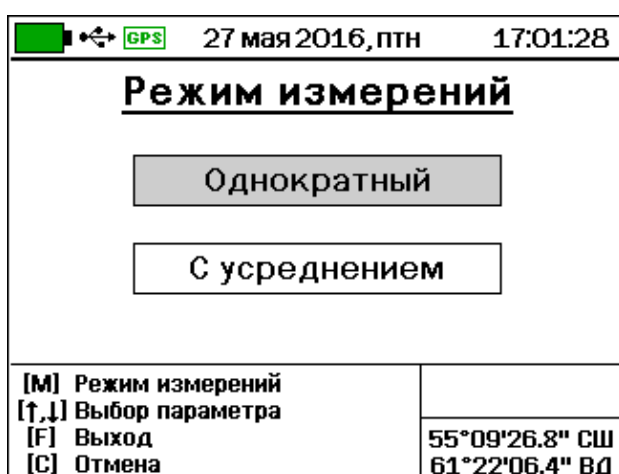 GPS 27 мая 2016, птн 17:01:28
Режим измерений
Однократный
С усреднением
[M] Режим измерений
[↑,↓] Выбор параметра
[F] Выход
[C] Отмена
55°09'26.8" СШ
61°22'06.4" ВД